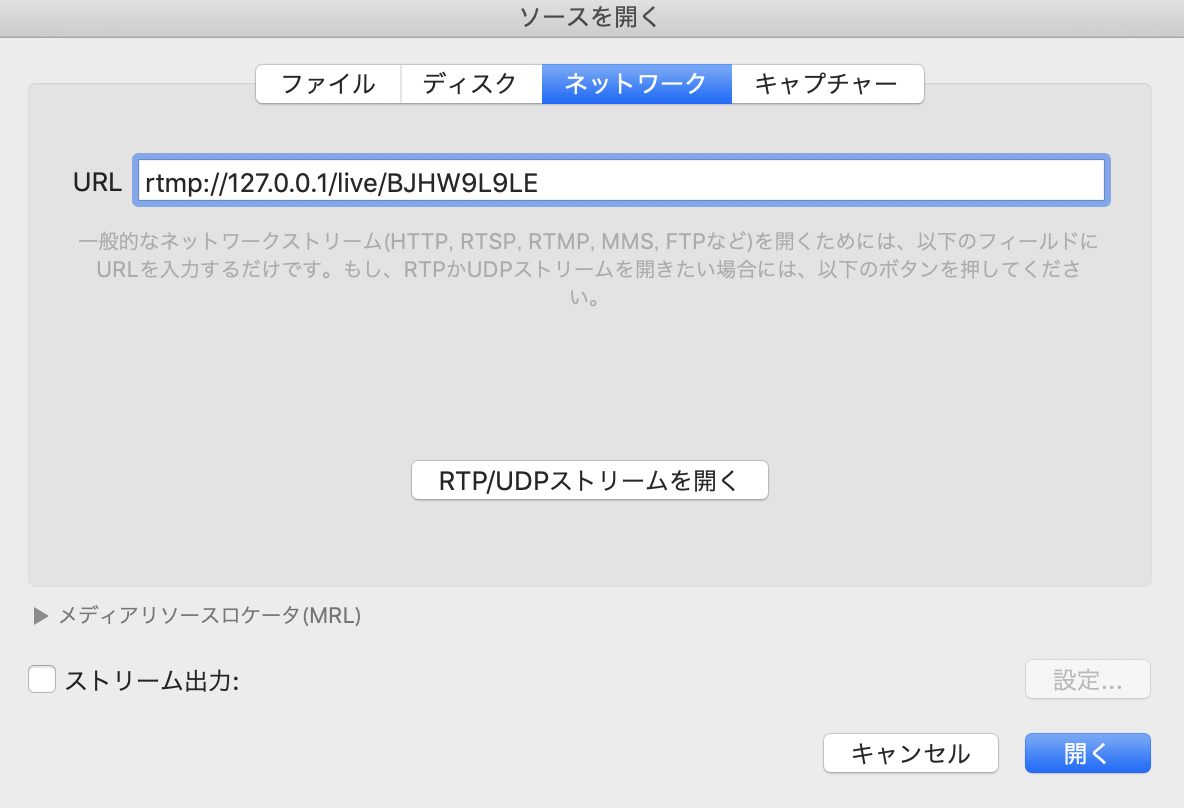 ソースを開く
ファイル ディスク ネットワーク キャプチャー
URL rtmp://127.0.0.1/live/BJHW9L9LE
一般的なネットワークストリーム(HTTP, RTSP, RTMP, MMS, FTPなど)を開くためには、以下のフィールドに
URLを入力するだけです。もし、RTPかUDPストリームを開きたい場合には、以下のボタンを押してくださ
い。
RTP/UDPストリームを開く
メディアリソースロケータ(MRL)
ストリーム出力: 設定...
キャンセル 開く